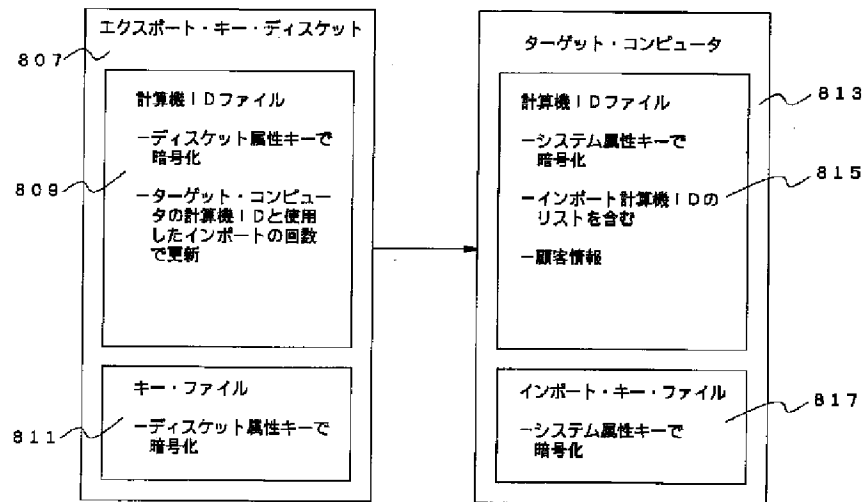 エクスポート・キー・ディスケット
807
計算機IDファイル
ーディスケット属性キーで
暗号化
809
ーターゲット・コンピュー
タの計算機IDと使用
したインポートの回数
で更新
キー・ファイル
811
ーディスケット属性キーで
暗号化
ターゲット・コンピュータ
計算機IDファイル
813
ーシステム属性キーで
暗号化
815
ーインポート計算機IDの
リストを含む
ー顧客情報
インポート・キー・ファイル
817
ーシステム属性キーで
暗号化